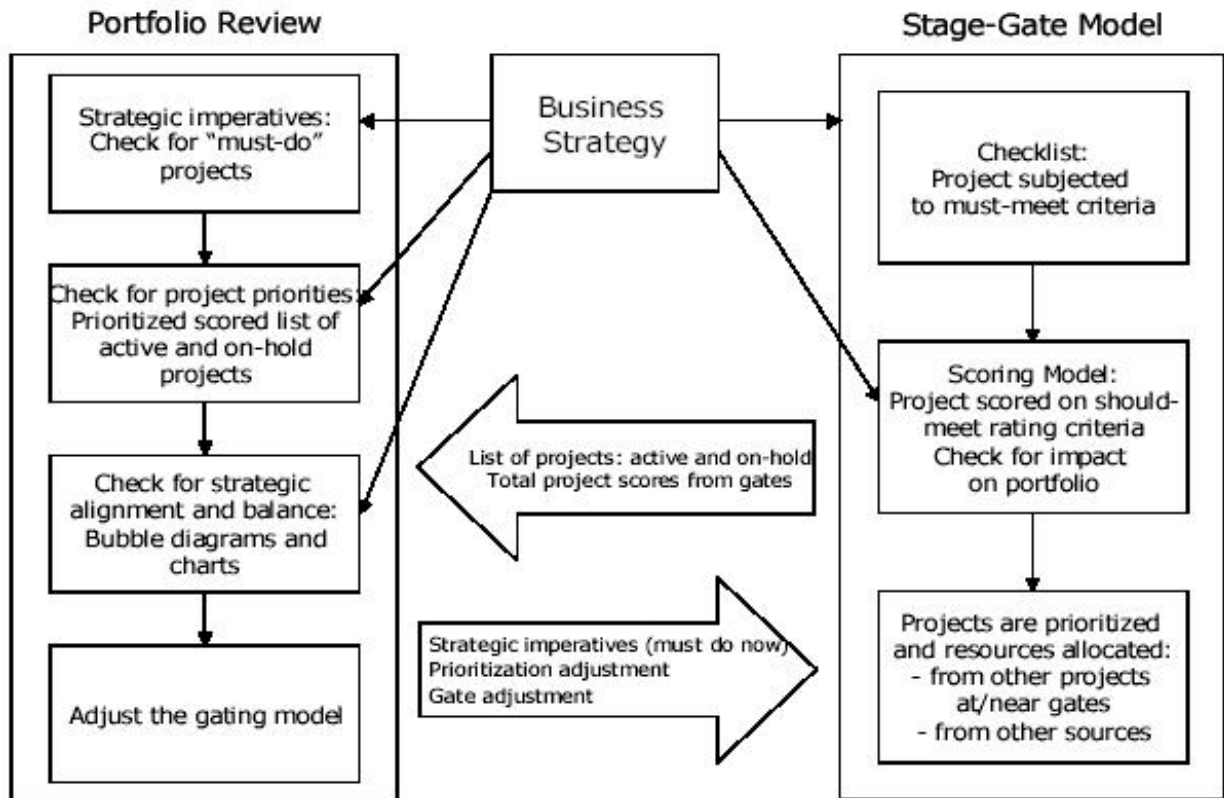 Portfolio Review
Strategic imperatives:
Check for “must-do”
projects
Check for project priorities:
Prioritized scored list of
active and on-hold
projects
Check for strategic
alignment and balance:
Bubble diagrams and
charts
Adjust the gating model
Business
Strategy
List of projects: active and on-hold
Total project scores from gates
Strategic imperatives (must do now)
Prioritization adjustment
Gate adjustment
Stage-Gate Model
Checklist:
Project subjected
to must-meet criteria
Scoring Model:
Project scored on should-
meet rating criteria
Check for impact
on portfolio
Projects are prioritized
and resources allocated:
- from other projects
at/near gates
- from other sources